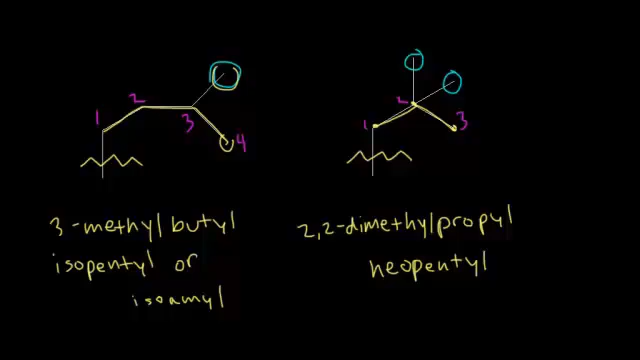 1 2 3 4
1 2 3
3-methylbutyl
isopentyl or
isoamyl
2,2-dimethylpropyl
neopentyl